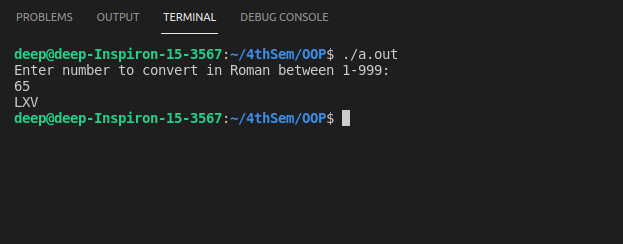 PROBLEMS OUTPUT TERMINAL DEBUG CONSOLE
deep@deep-Inspiron-15-3567:~/4thSem/OOP$ ./a.out
Enter number to convert in Roman between 1-999:
65
LXV
deep@deep-Inspiron-15-3567:~/4thSem/OOP$